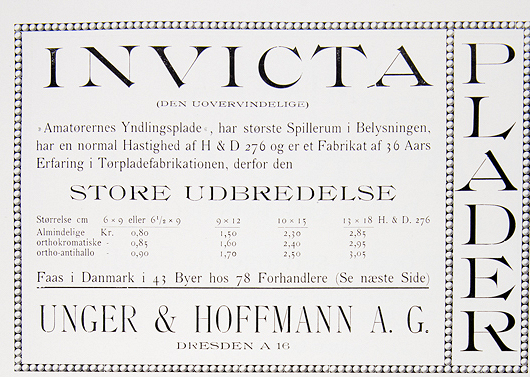 INVICTA
(DEN UOVERVINDELIGE)
»Amatørernes Yndlingsplade«, har største Spillerum i Belysningen,
har en normal Hastighed af H & D 276 og er et Fabrikat af 36 Aars
Erfaring i Tørpladefabrikationen, derfor den
STORE UDBREDELSE
Størrelse cm 6×9 eller 6½×9 9×12 10×15 13×18 H. & D. 276
Almindelige Kr. 0,80 1,50 2,30 2,85
orthokromatiske - 0,85 1,60 2,40 2,95
ortho-antihallo - 0,90 1,70 2,50 3,05
Faas i Danmark i 43 Byer hos 78 Forhandlere (Se næste Side)
UNGER & HOFFMANN A. G.
DRESDEN A 16
PLADER